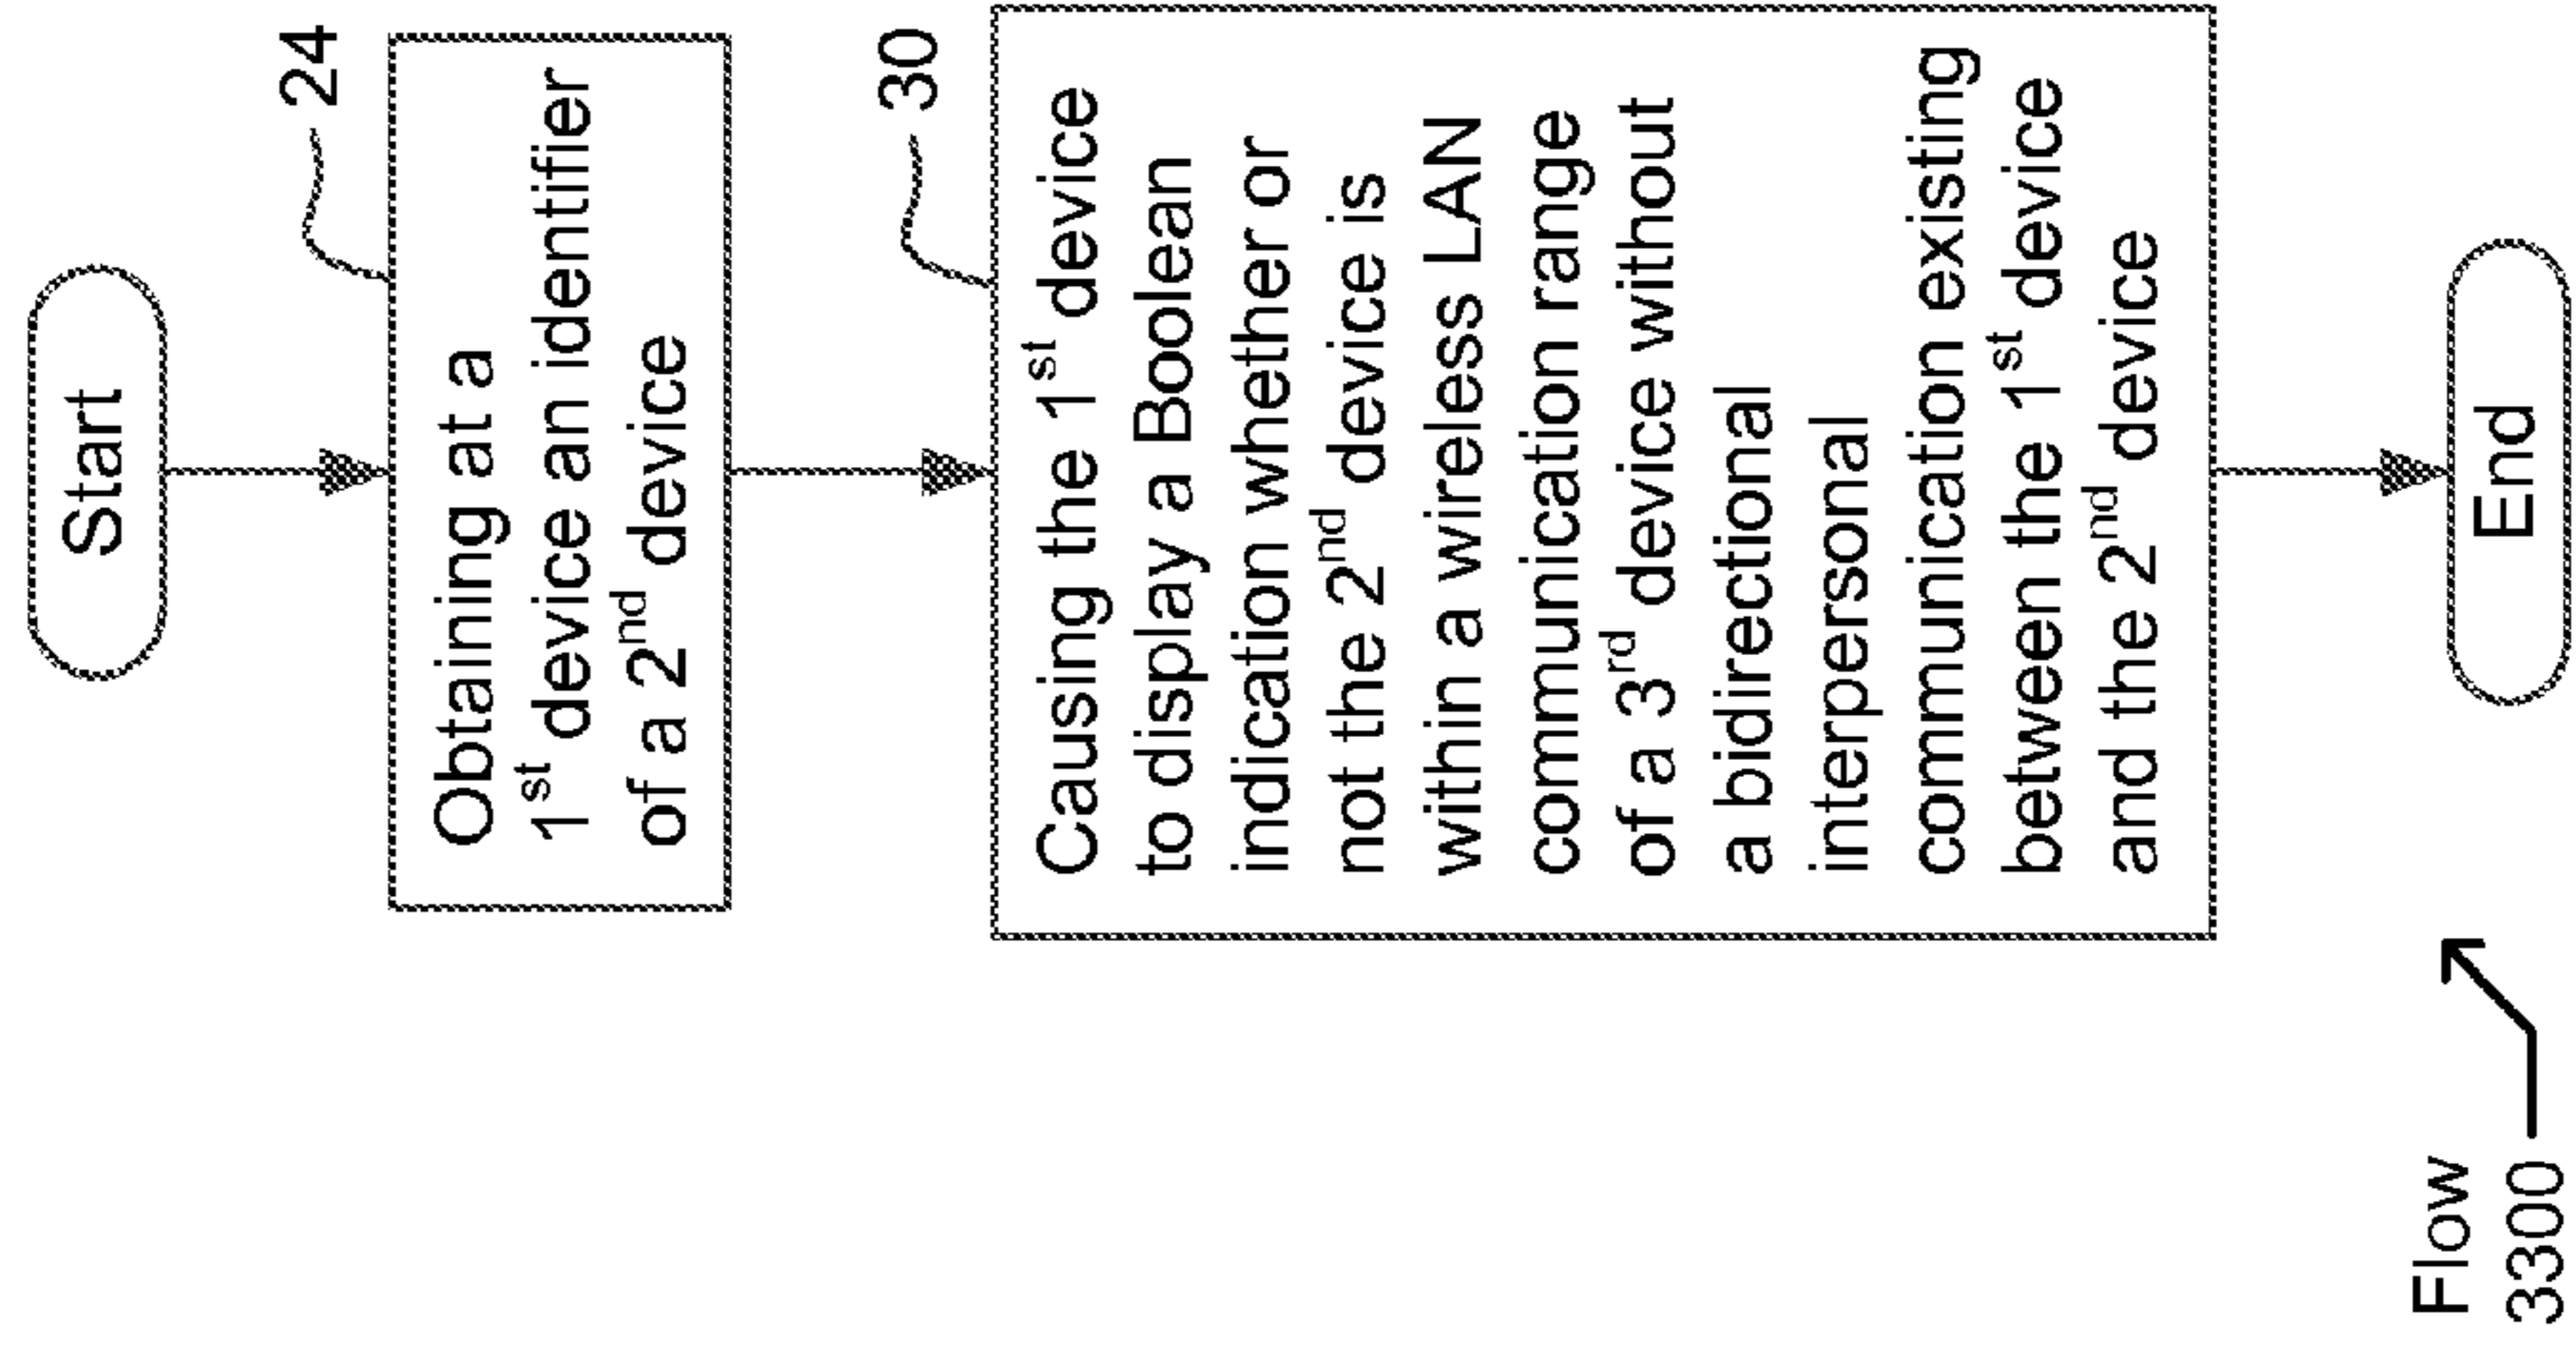 Start
24
Obtaining at a
1st device an identifier
of a 2nd device
30
Causing the 1st device
to display a Boolean
indication whether or
not the 2nd device is
within a wireless LAN
communication range
of a 3rd device without
a bidirectional
interpersonal
communication existing
between the 1st device
and the 2nd device
End
Flow
3300